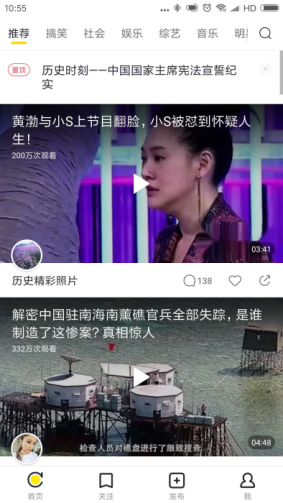 10:55
HD
推荐 搞笑 社会 娱乐 综艺 音乐 明星
置顶 历史时刻——中国国家主席宪法宣誓纪
实
黄渤与小S上节目翻脸，小S被怼到怀疑人
生！
200万次观看
03:41
历史精彩照片 138
解密中国驻南海南薰礁官兵全部失踪，是谁
制造了这惨案？真相惊人
332万次观看
检查人员对礁盘进行了细致搜查
04:48
首页 关注 发布 我